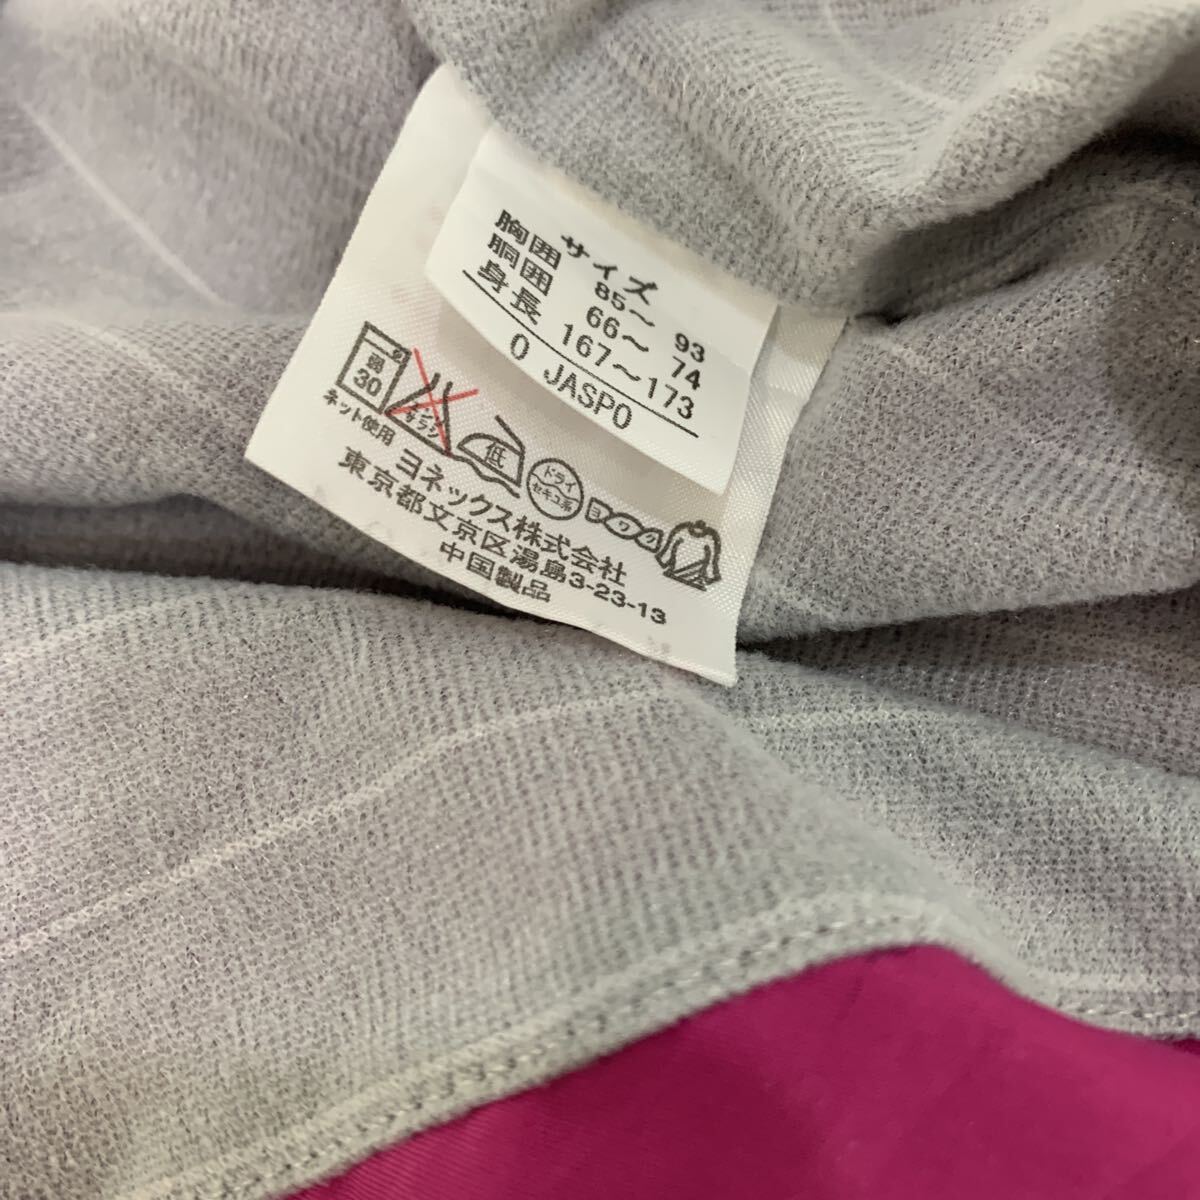 サイズ
胸囲 85～ 93
胴囲 66～ 74
身長 167～173
O JASPO
弱 30
エンソサラシ
低
ドライ
セキユ系
ヨワク
ネット使用
ヨネックス株式会社
東京都文京区湯島3-23-13
中国製品